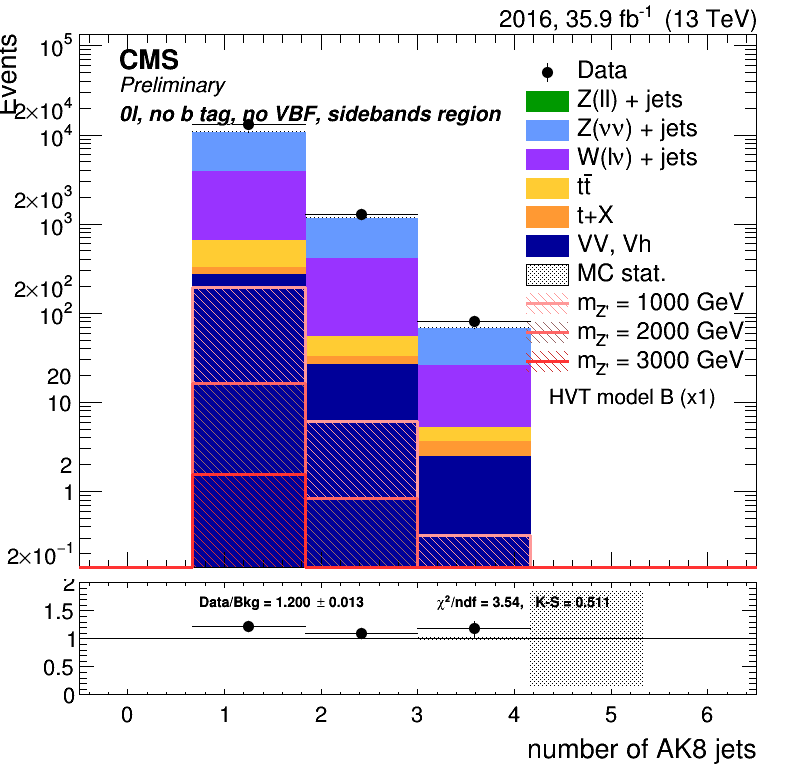 2016, 35.9 fb⁻¹ (13 TeV)
Events
CMS
Preliminary
0l, no b tag, no VBF, sidebands region
Data
Z(ll) + jets
Z(νν) + jets
W(lν) + jets
tt̄
t+X
VV, Vh
MC stat.
m_Z' = 1000 GeV
m_Z' = 2000 GeV
m_Z' = 3000 GeV
HVT model B (x1)
10⁵
2×10⁴
10⁴
2×10³
10³
2×10²
10²
20
10
2
1
2×10⁻¹
Data/Bkg = 1.200 ± 0.013 χ²/ndf = 3.54, K-S = 0.511
2
1.5
1
0.5
0
0 1 2 3 4 5 6
number of AK8 jets